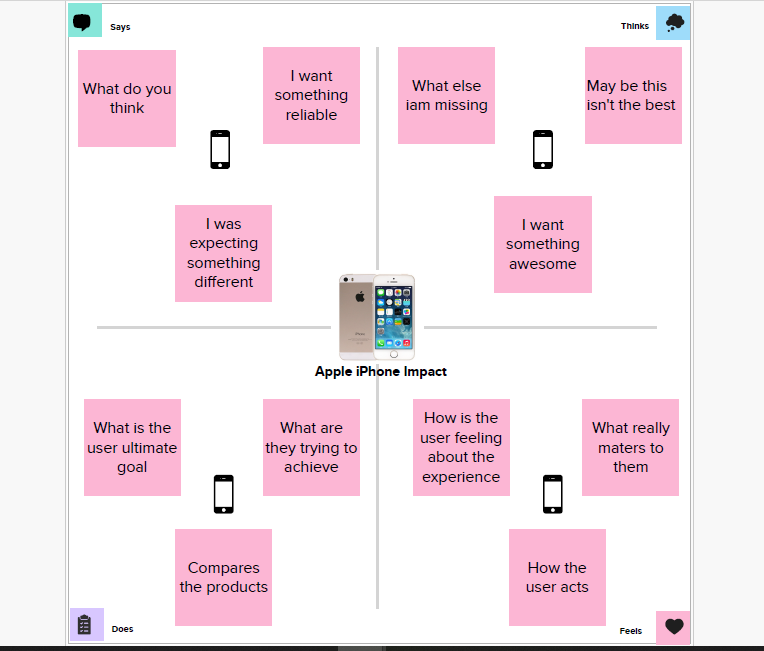 Says
Thinks
What do you
think
I want
something
reliable
What else
iam missing
May be this
isn't the best
I was
expecting
something
different
I want
something
awesome
Apple iPhone Impact
What is the
user ultimate
goal
What are
they trying to
achieve
How is the
user feeling
about the
experience
What really
maters to
them
Compares
the products
How the
user acts
Does
Feels